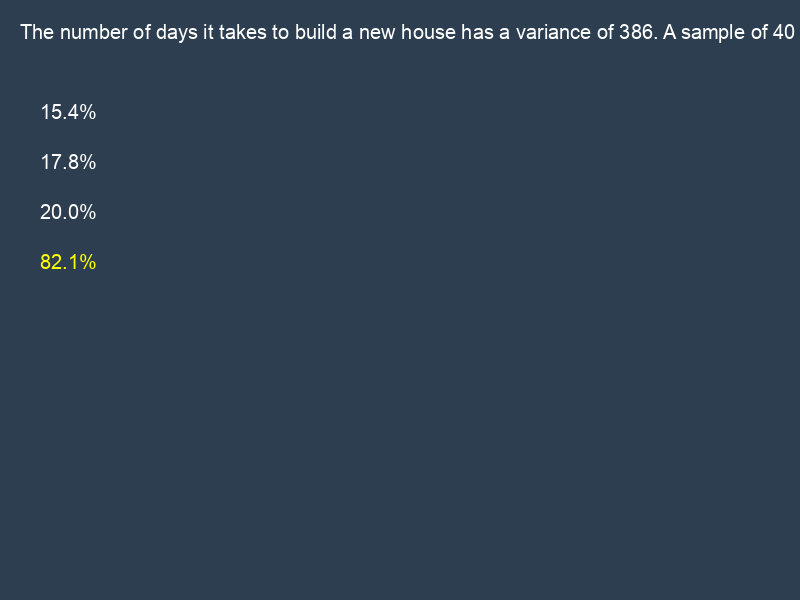 The number of days it takes to build a new house has a variance of 386. A sample of 40
15.4%
17.8%
20.0%
82.1%